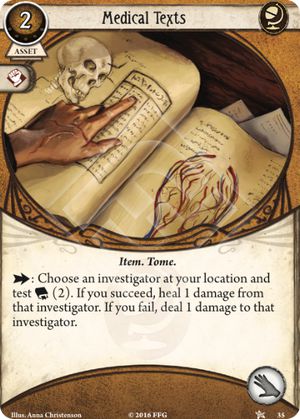 2
Medical Texts
ASSET
Item. Tome.
: Choose an investigator at your location and
test (2). If you succeed, heal 1 damage from
that investigator. If you fail, deal 1 damage to
that investigator.
Illus. Anna Christenson
© 2016 FFG
35